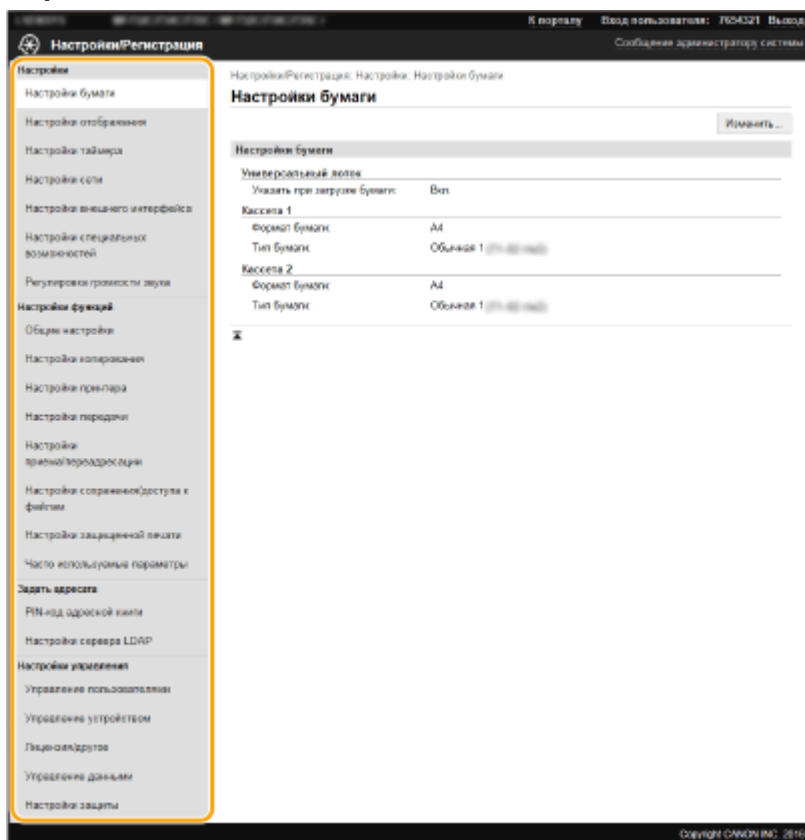 К порталу Вход пользователя: 7654321 Выход
Настройки/Регистрация
Сообщение администратору системы
Настройки
Настройки бумаги
Настройки отображения
Настройки таймера
Настройки сети
Настройки внешнего интерфейса
Настройки специальных
возможностей
Регулировка громкости звука
Настройки функций
Общие настройки
Настройки копирования
Настройки принтера
Настройки передачи
Настройки
приема/переадресации
Настройки сохранения/доступа к
файлам
Настройки защищенной печати
Часто используемые параметры
Задать адресата
PIN-код адресной книги
Настройки сервера LDAP
Настройки управления
Управление пользователями
Управление устройством
Лицензия/другое
Управление данными
Настройки защиты
Настройки/Регистрация: Настройки: Настройки бумаги
Настройки бумаги
Изменить...
Настройки бумаги
Универсальный лоток
Указать при загрузке бумаги: Вкл.
Кассета 1
Формат бумаги: A4
Тип бумаги: Обычная 1
Кассета 2
Формат бумаги: A4
Тип бумаги: Обычная 1
Copyright CANON INC. 2016